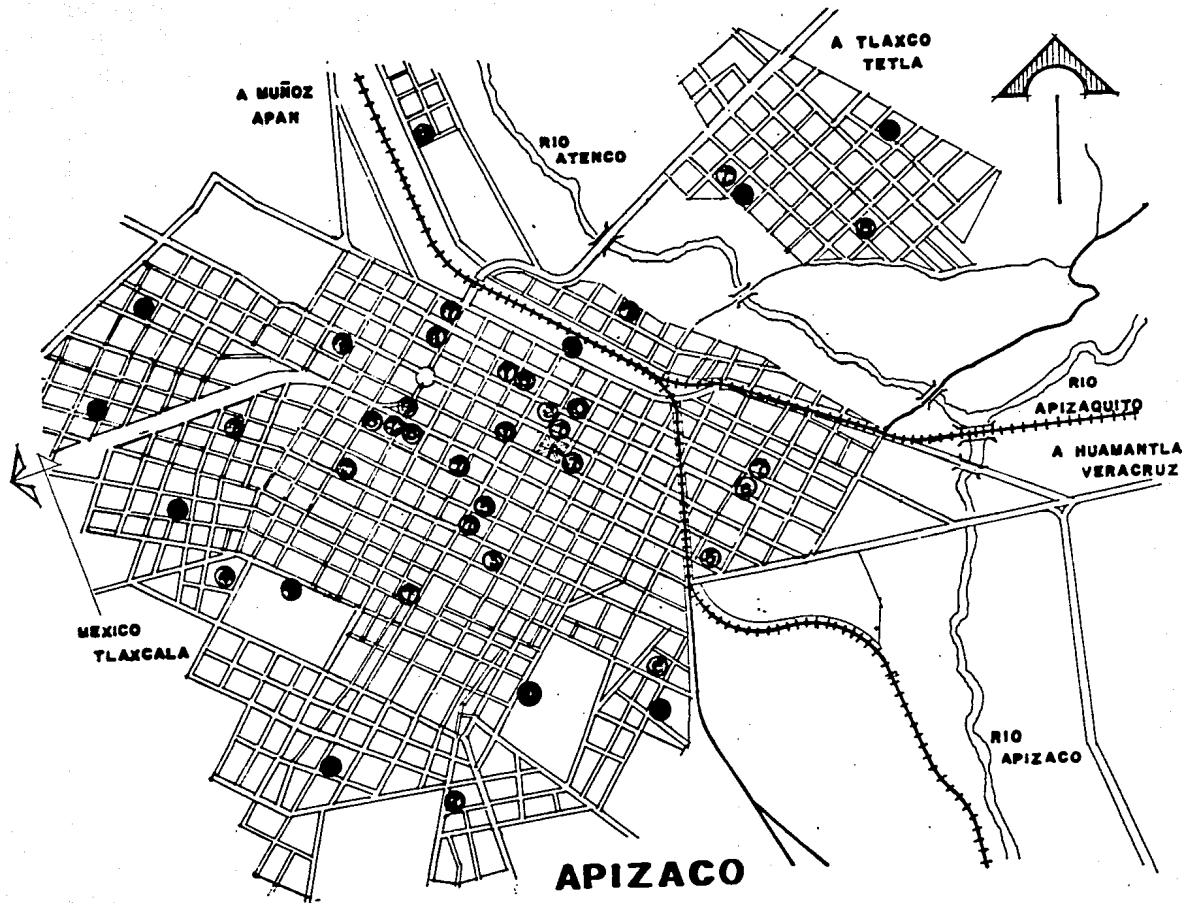 A TLAXCO
TETLA
A MUÑOZ
APAN
RIO
ATENCO
RIO
APIZAQUITO
A HUAMANTLA
VERACRUZ
MEXICO
TLAXCALA
RIO
APIZACO
APIZACO